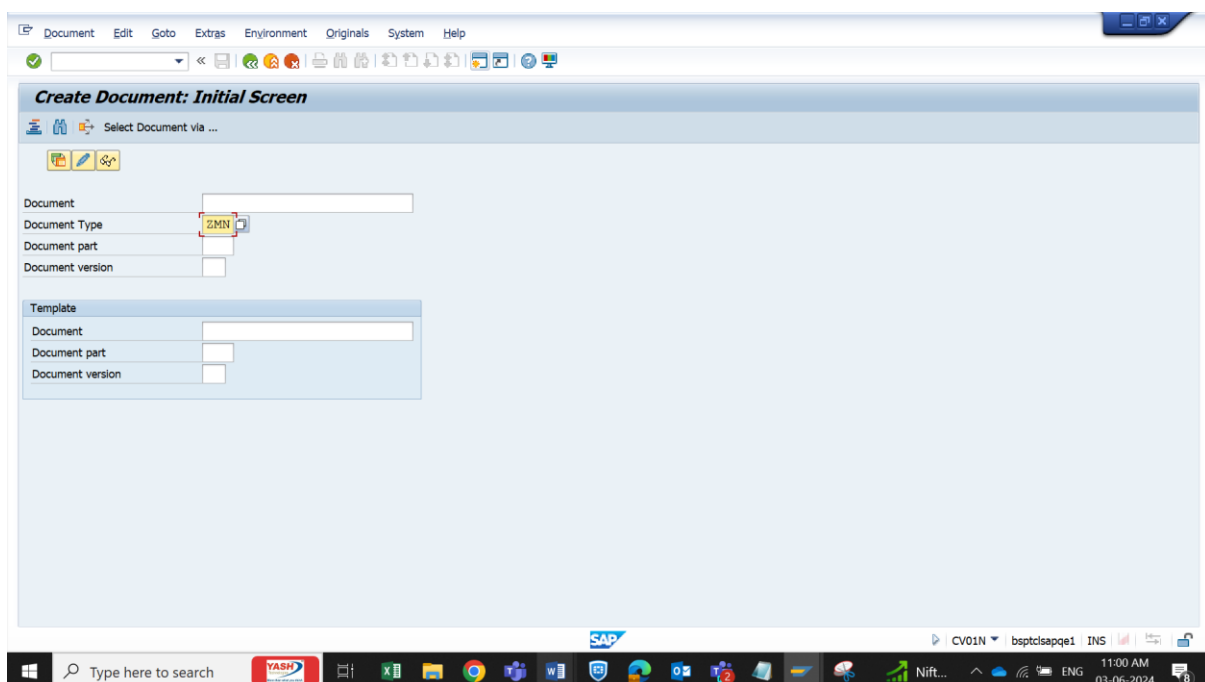 Document Edit Goto Extras Environment Originals System Help
Create Document: Initial Screen
Select Document via ...
Document
Document Type ZMN
Document part
Document version
Template
Document
Document part
Document version
SAP
CV01N bsptclsapqe1 INS
Type here to search YASH Nift... ENG 11:00 AM
03-06-2024